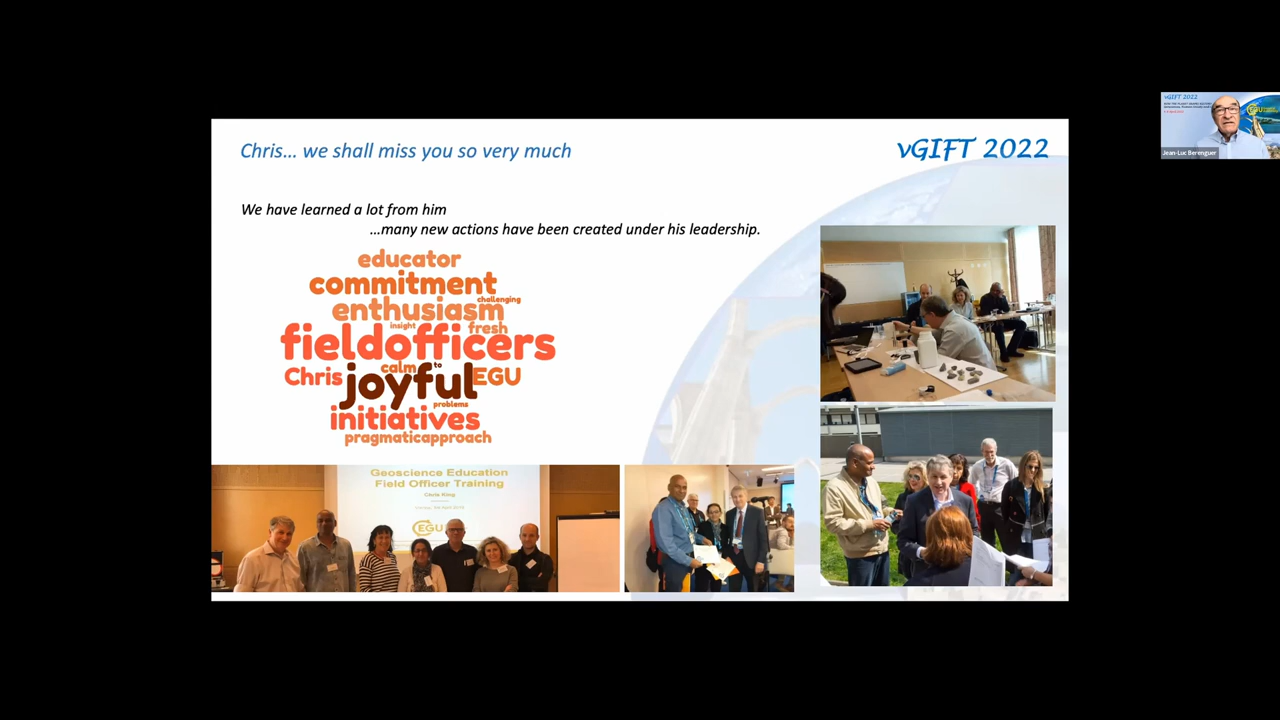 Chris... we shall miss you so very much
vGIFT 2022
We have learned a lot from him
...many new actions have been created under his leadership.
educator
commitment
challenging
enthusiasm
insight
fresh
fieldofficers
calm
to
Chris
joyful
EGU
problems
initiatives
pragmaticapproach
Geoscience Education
Field Officer Training
Chris King
EGU
vGIFT 2022
EGU
Jean-Luc Berenguer